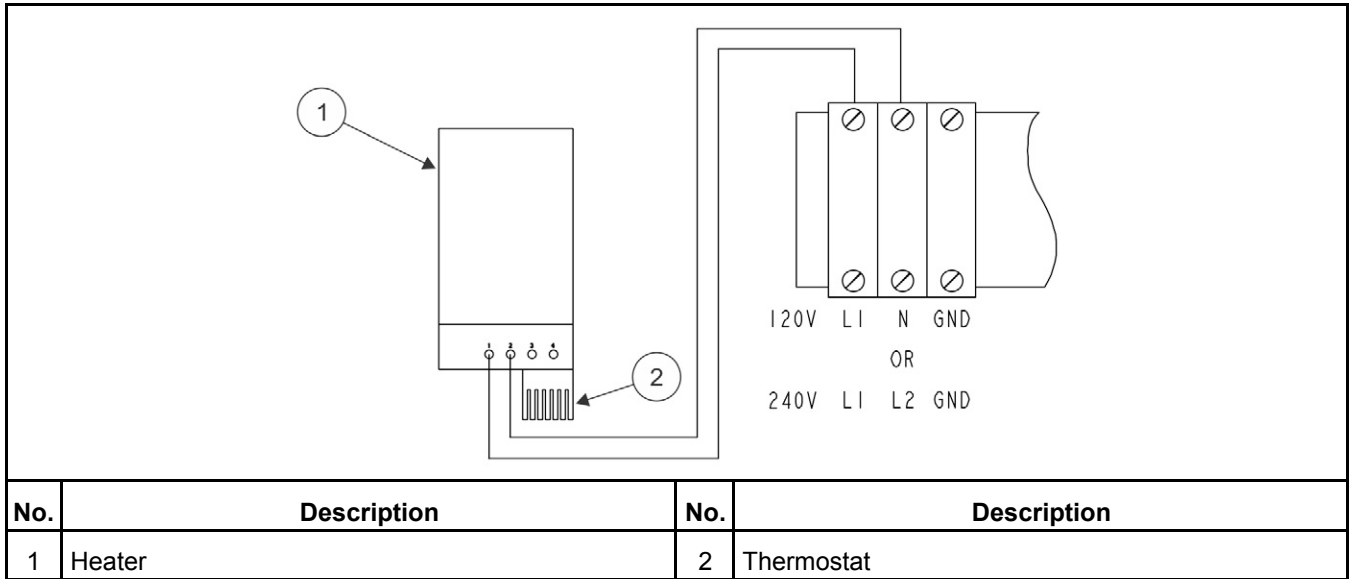 1
1 2 3 4
2
120V L1 N GND
OR
240V L1 L2 GND
No. Description No. Description
1 Heater 2 Thermostat